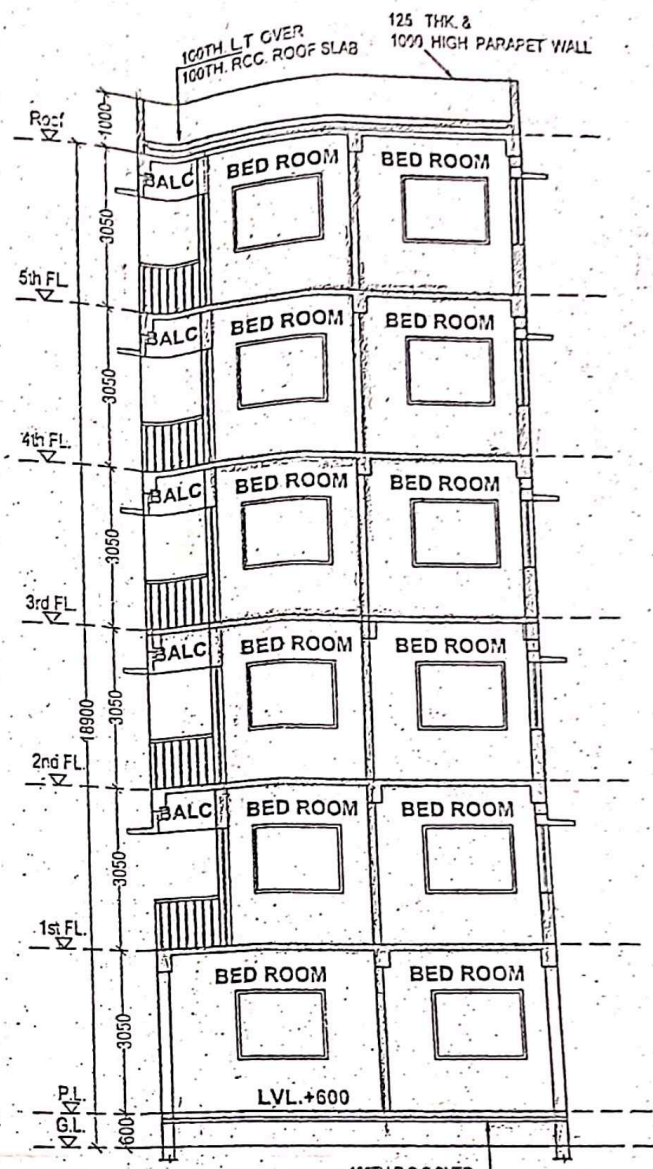 125 THK. &
1000 HIGH PARAPET WALL
100TH. L.T OVER
100TH. RCC. ROOF SLAB
Roof
1000
BALC
BED ROOM
BED ROOM
3050
5th FL.
BALC
BED ROOM
BED ROOM
3050
4th FL.
BALC
BED ROOM
BED ROOM
3050
3rd FL.
BALC
BED ROOM
BED ROOM
3050
18900
2nd FL.
BALC
BED ROOM
BED ROOM
3050
1st FL.
BED ROOM
BED ROOM
3050
LVL.+600
P.L.
G.L.
600